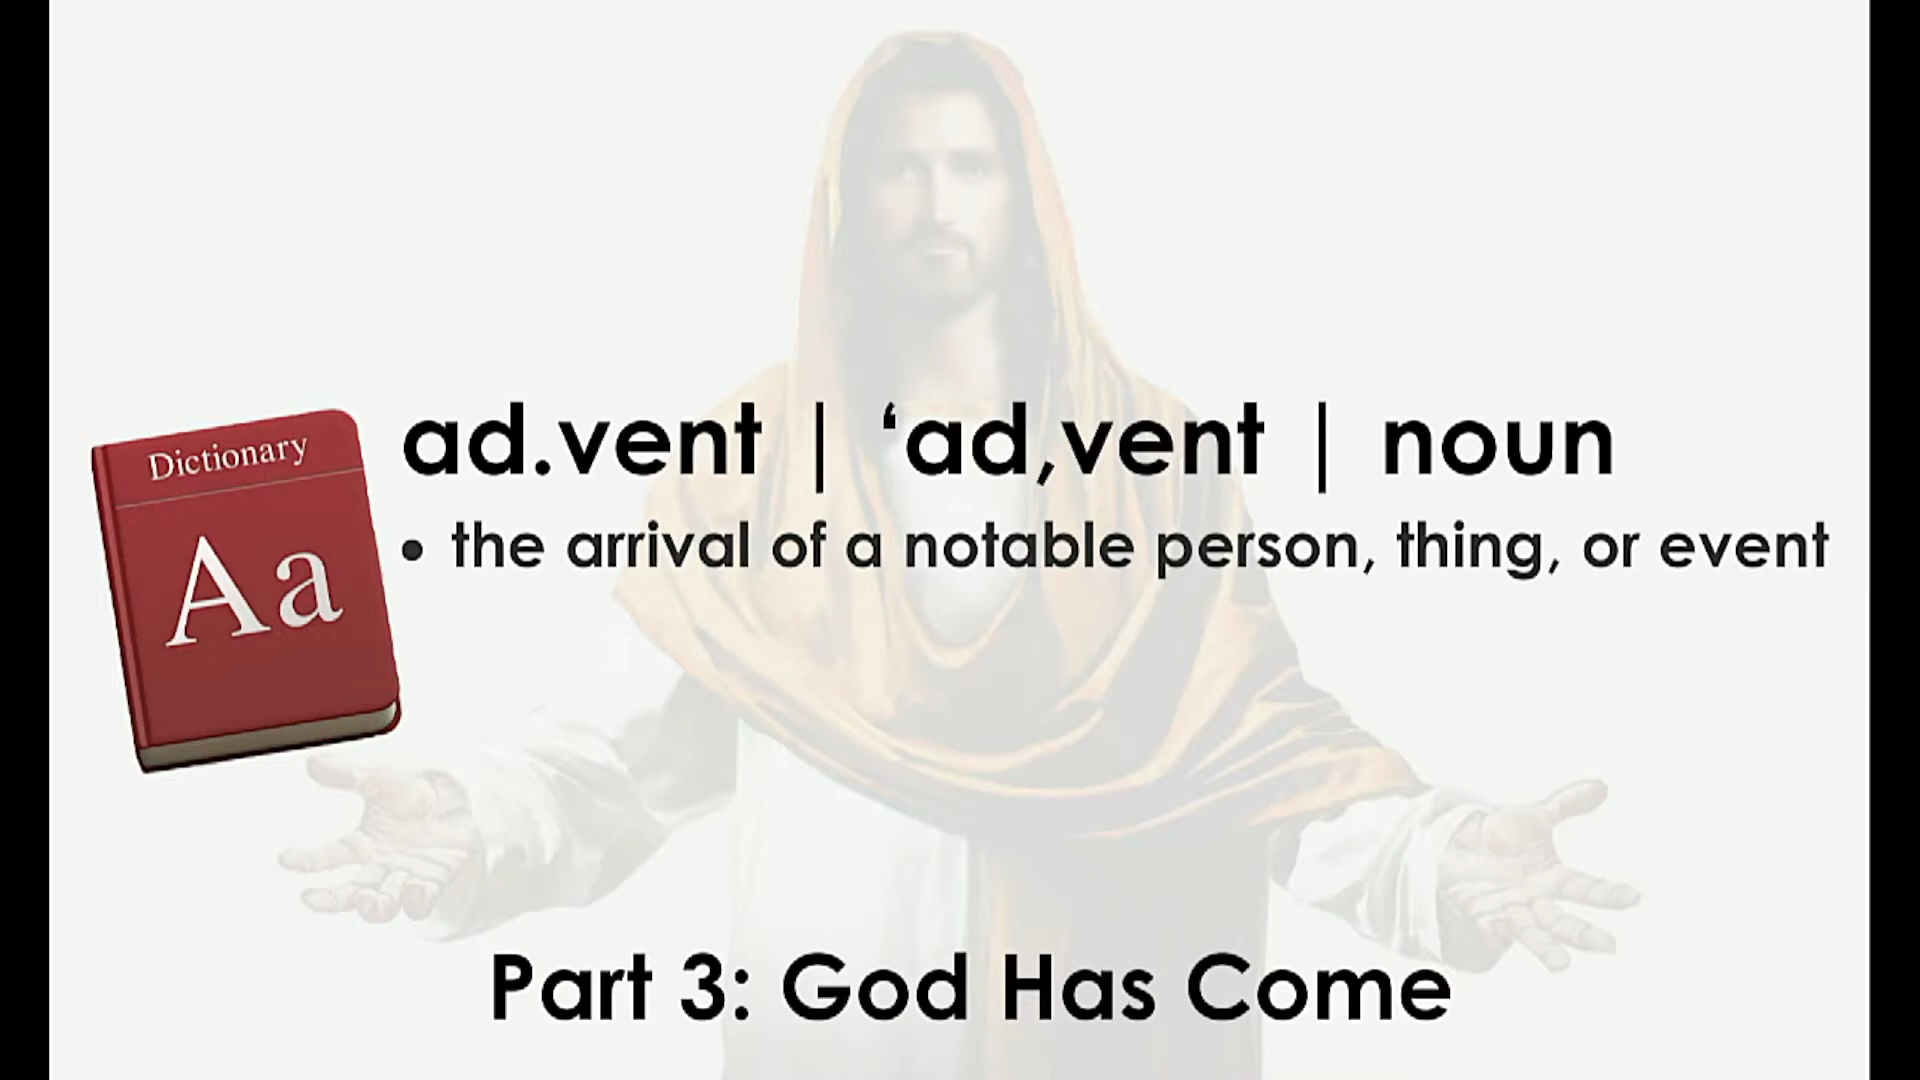 Dictionary
Aa
ad.vent | ‘ad,vent | noun
• the arrival of a notable person, thing, or event
Part 3: God Has Come